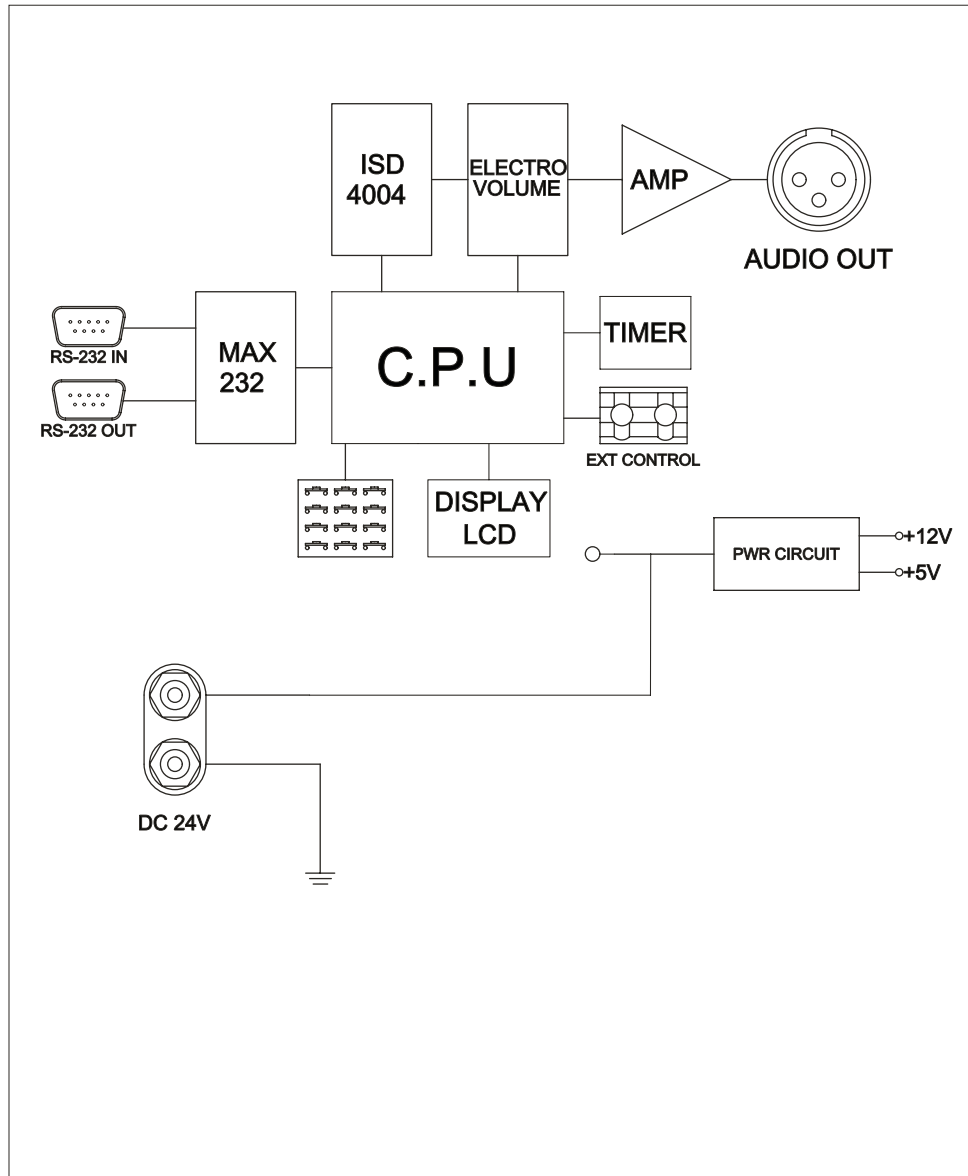 ISD
4004
ELECTRO
VOLUME
AMP
AUDIO OUT
RS-232 IN
RS-232 OUT
MAX
232
C.P.U
TIMER
EXT CONTROL
DISPLAY
LCD
PWR CIRCUIT
+12V
+5V
DC 24V